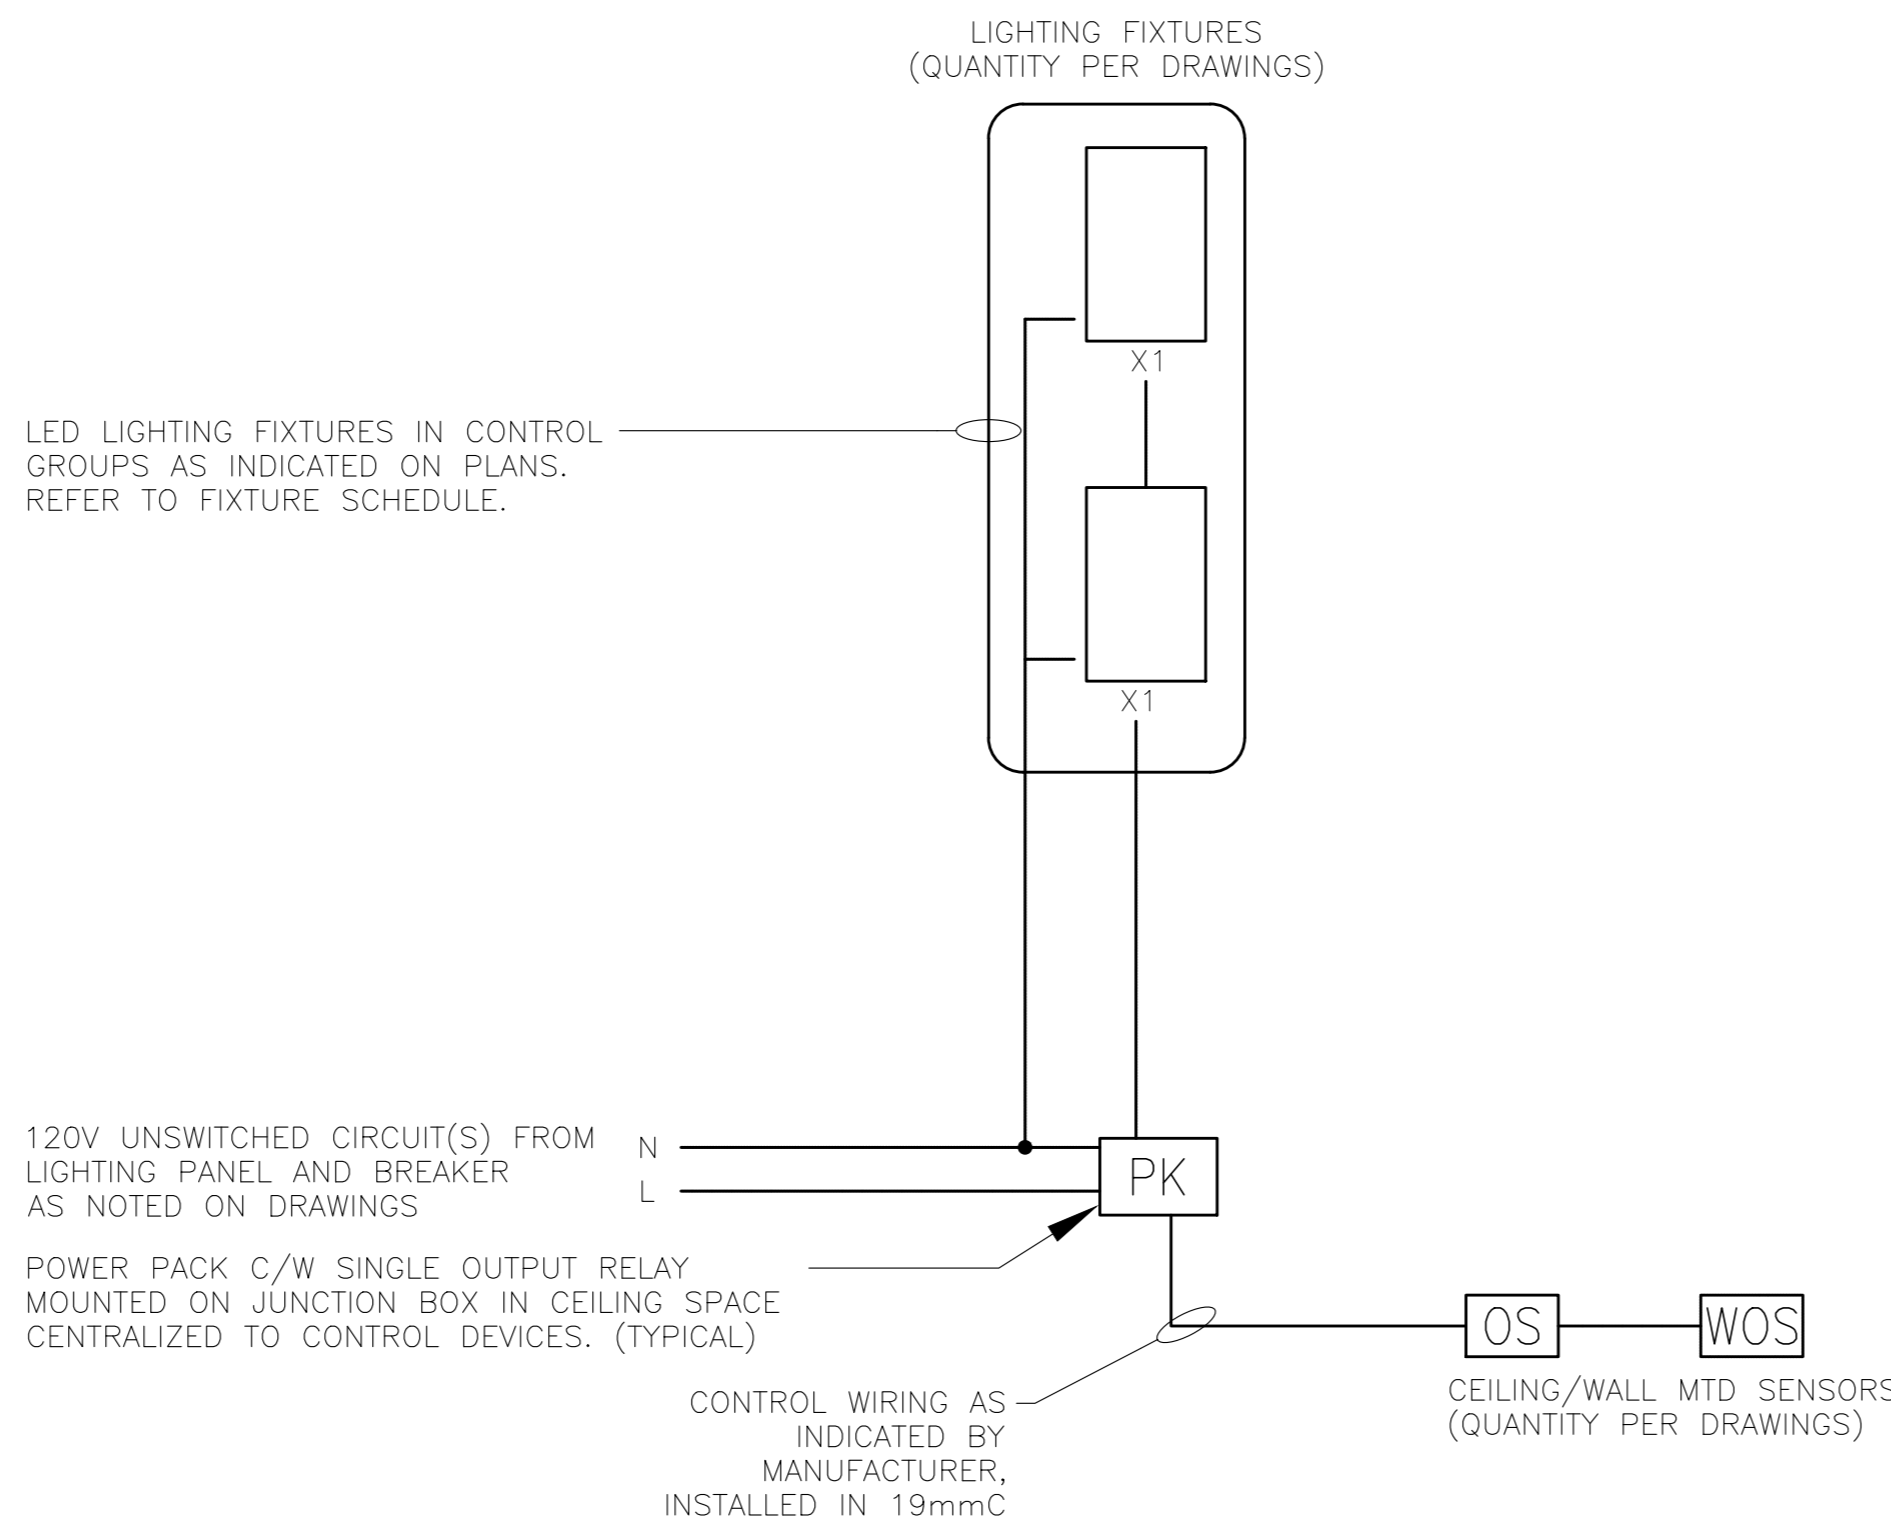 LIGHTING FIXTURES
(QUANTITY PER DRAWINGS)
X1
LED LIGHTING FIXTURES IN CONTROL
GROUPS AS INDICATED ON PLANS.
REFER TO FIXTURE SCHEDULE.
X1
120V UNSWITCHED CIRCUIT(S) FROM
LIGHTING PANEL AND BREAKER
AS NOTED ON DRAWINGS
N
L
PK
POWER PACK C/W SINGLE OUTPUT RELAY
MOUNTED ON JUNCTION BOX IN CEILING SPACE
CENTRALIZED TO CONTROL DEVICES. (TYPICAL)
OS
WOS
CEILING/WALL MTD SENSORS
(QUANTITY PER DRAWINGS)
CONTROL WIRING AS
INDICATED BY
MANUFACTURER,
INSTALLED IN 19mmC